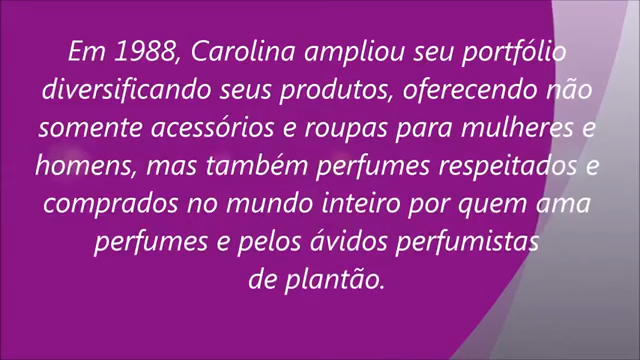 Em 1988, Carolina ampliou seu portfólio
diversificando seus produtos, oferecendo não
somente acessórios e roupas para mulheres e
homens, mas também perfumes respeitados e
comprados no mundo inteiro por quem ama
perfumes e pelos ávidos perfumistas
de plantão.